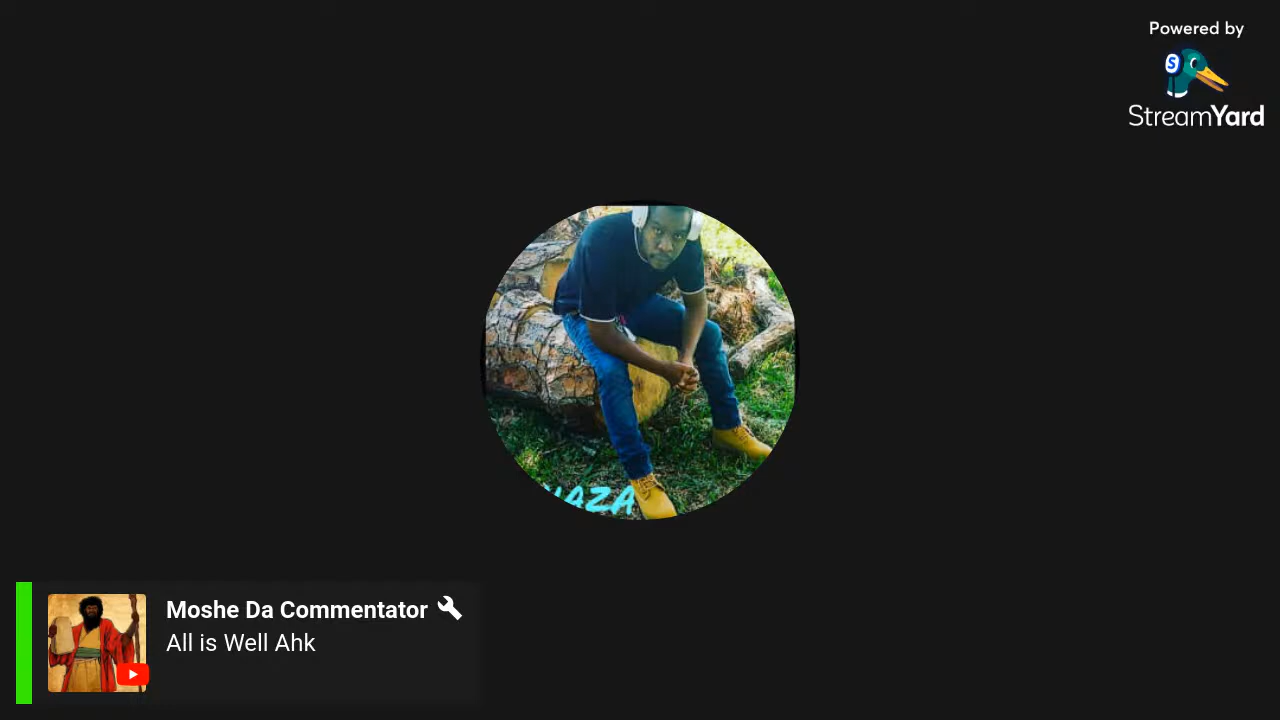 Powered by
StreamYard
Moshe Da Commentator
All is Well Ahk